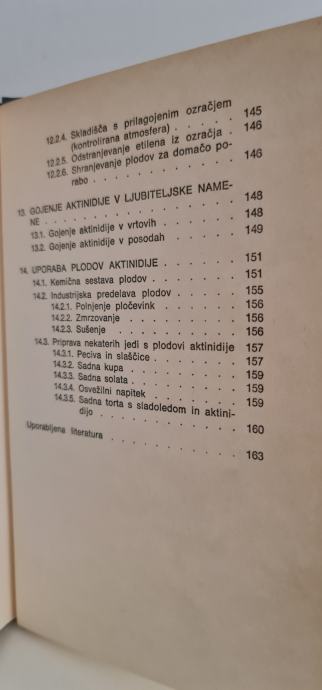 12.2.4. Skladišča s prilagojenim ozračjem
(kontrolirana atmosfera) . . . . . 145
12.2.5. Odstranjevanje etilena iz ozračja . 146
12.2.6. Shranjevanje plodov za domačo po-
rabo . . . . . . . . . . . 146
13. GOJENJE AKTINIDIJE V LJUBITELJSKE NAME-
NE . . . . . . . . . . . . . . 148
13.1. Gojenje aktinidije v vrtovih . . . . . 148
13.2. Gojenje aktinidije v posodah . . . . 149
14. UPORABA PLODOV AKTINIDIJE . . . . . 151
14.1. Kemična sestava plodov . . . . . . 151
14.2. Industrijska predelava plodov . . . . . 155
14.2.1. Polnjenje pločevink . . . . . 156
14.2.2. Zmrzovanje . . . . . . . . 156
14.2.3. Sušenje . . . . . . . . . 156
14.3. Priprava nekaterih jedi s plodovi aktinidije 157
14.3.1. Peciva in slaščice . . . . . . 157
14.3.2. Sadna kupa . . . . . . . . 159
14.3.3. Sadna solata . . . . . . . 159
14.3.4. Osvežilni napitek . . . . . . 159
14.3.5. Sadna torta s sladoledom in aktini-
dijo . . . . . . . . . . . 160
Uporabljena literatura . . . . . . . . . 163